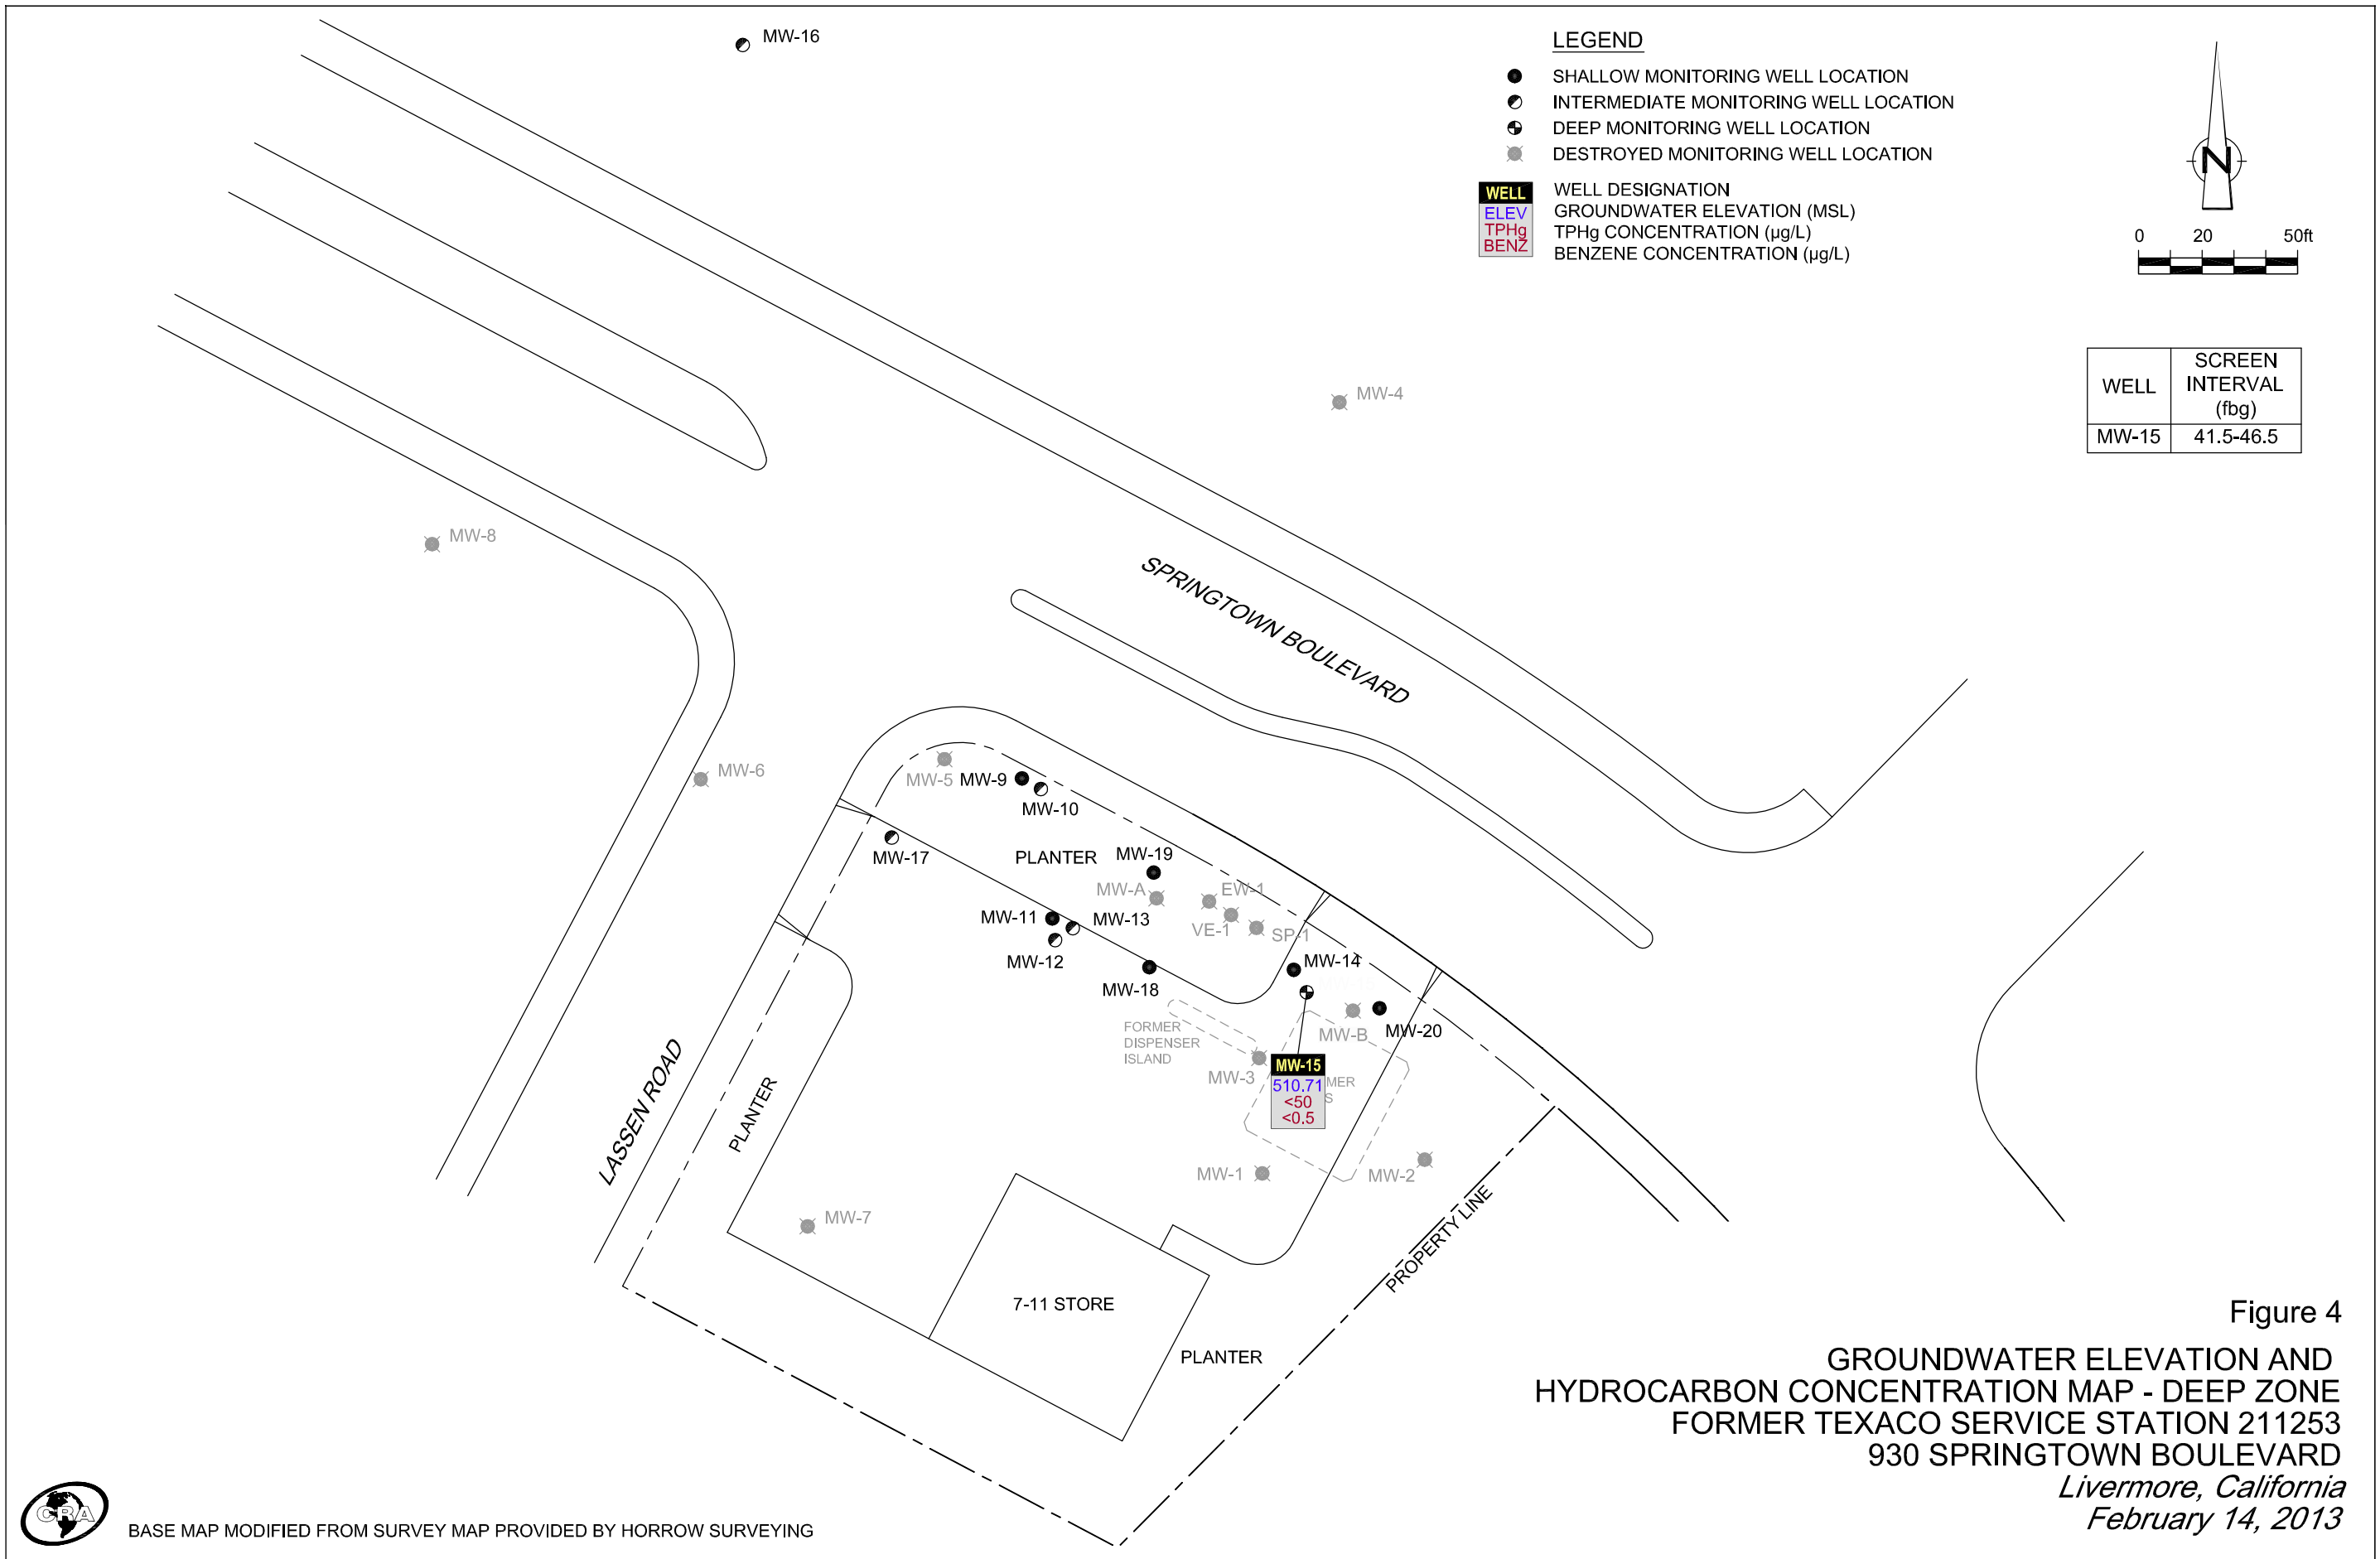 MW-16
LEGEND
SHALLOW MONITORING WELL LOCATION
INTERMEDIATE MONITORING WELL LOCATION
DEEP MONITORING WELL LOCATION
DESTROYED MONITORING WELL LOCATION
WELL
ELEV
TPHg
BENZ
WELL DESIGNATION
GROUNDWATER ELEVATION (MSL)
TPHg CONCENTRATION (µg/L)
BENZENE CONCENTRATION (µg/L)
N
0 20 50ft
WELL
SCREEN
INTERVAL
(fbg)
MW-15 41.5-46.5
MW-4
MW-8
SPRINGTOWN BOULEVARD
MW-6
MW-5
MW-9
MW-10
MW-17
PLANTER
MW-19
MW-A
EW-1
MW-11
MW-13
VE-1
SP-1
MW-12
MW-14
MW-18
FORMER
DISPENSER
ISLAND
MW-B
MW-20
MW-3
MW-15
510.71
<50
<0.5
MER
S
LASSEN ROAD
PLANTER
MW-1
MW-2
MW-7
PROPERTY LINE
7-11 STORE
PLANTER
Figure 4
GROUNDWATER ELEVATION AND
HYDROCARBON CONCENTRATION MAP - DEEP ZONE
FORMER TEXACO SERVICE STATION 211253
930 SPRINGTOWN BOULEVARD
Livermore, California
February 14, 2013
CRA
BASE MAP MODIFIED FROM SURVEY MAP PROVIDED BY HORROW SURVEYING